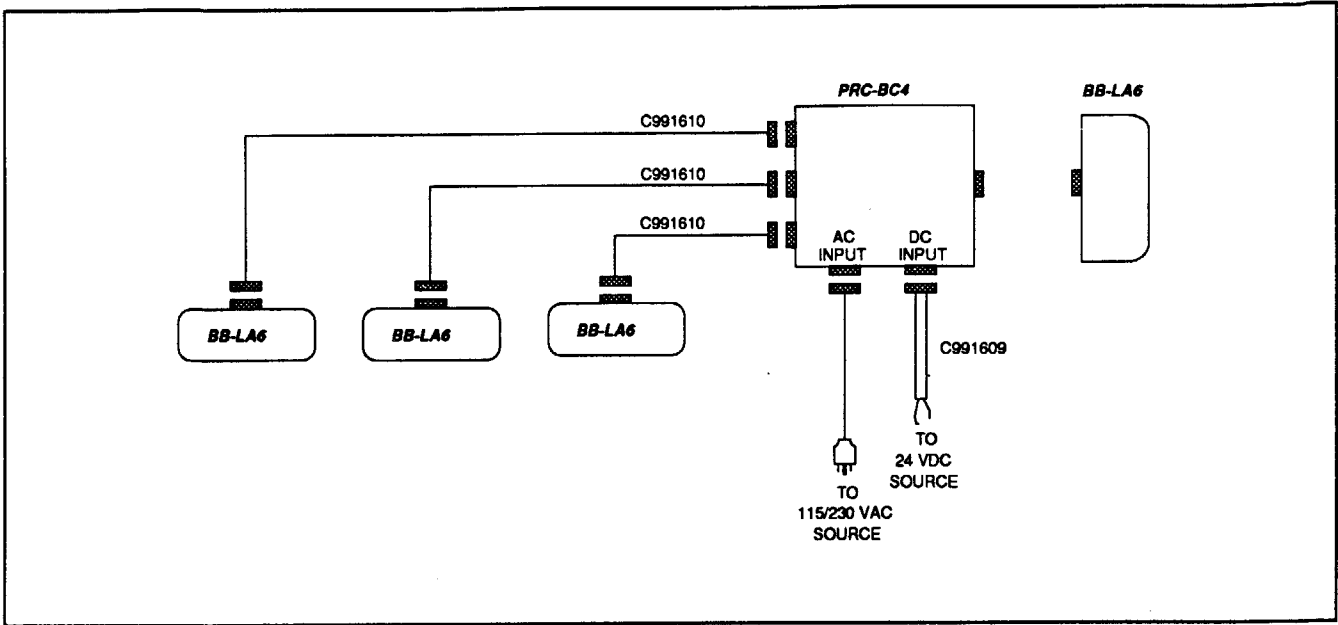 PRC-BC4
BB-LA6
C991610
C991610
C991610
AC
INPUT
DC
INPUT
BB-LA6
BB-LA6
BB-LA6
C991609
TO
24 VDC
SOURCE
TO
115/230 VAC
SOURCE